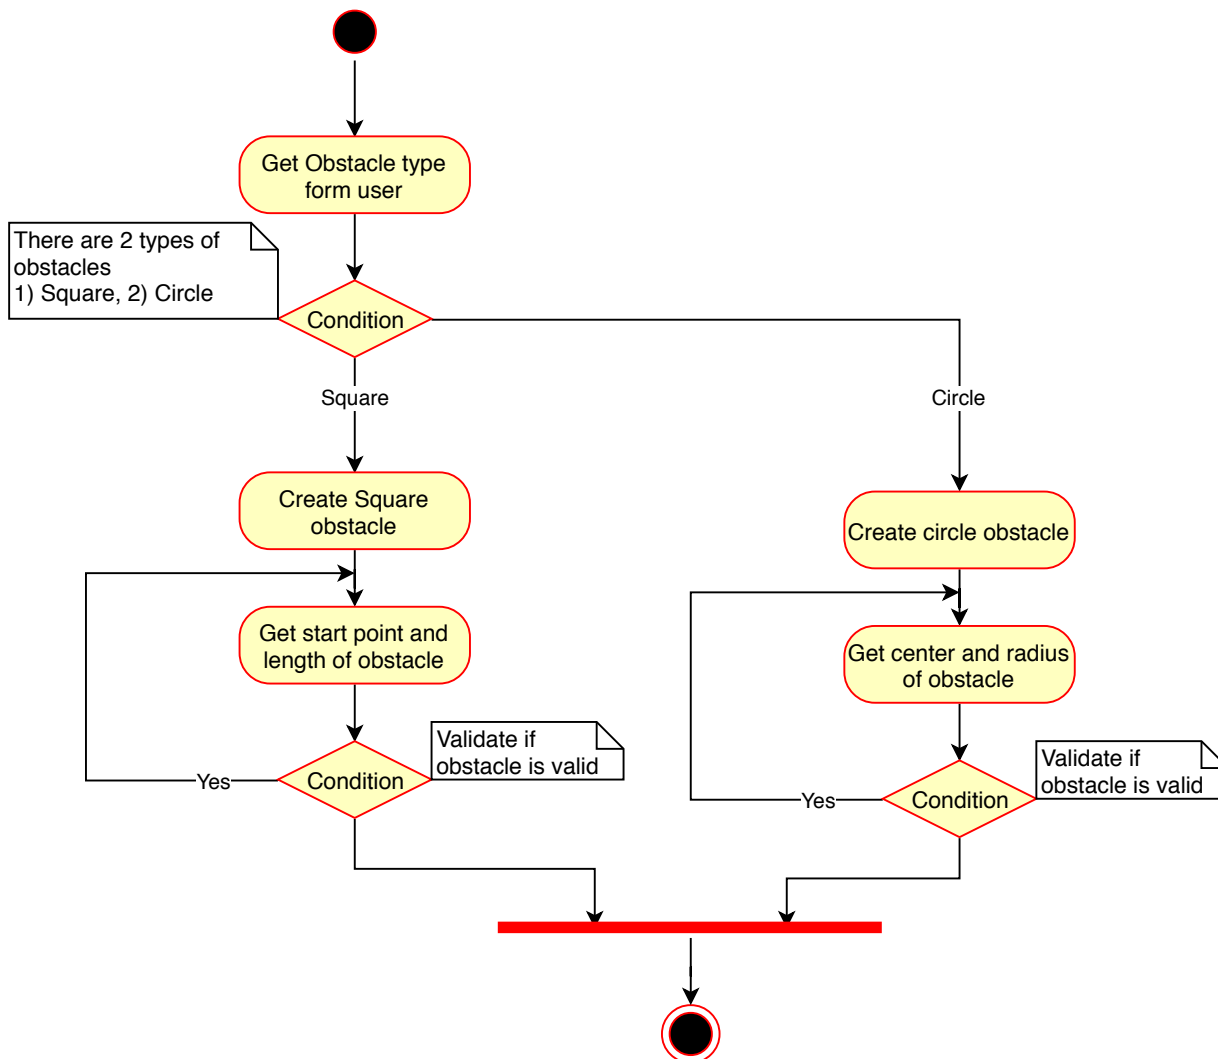 Get Obstacle type
form user
There are 2 types of
obstacles
1) Square, 2) Circle
Condition
Square
Circle
Create Square
obstacle
Create circle obstacle
Get start point and
length of obstacle
Get center and radius
of obstacle
Validate if
obstacle is valid
Condition
Yes
Validate if
obstacle is valid
Condition
Yes